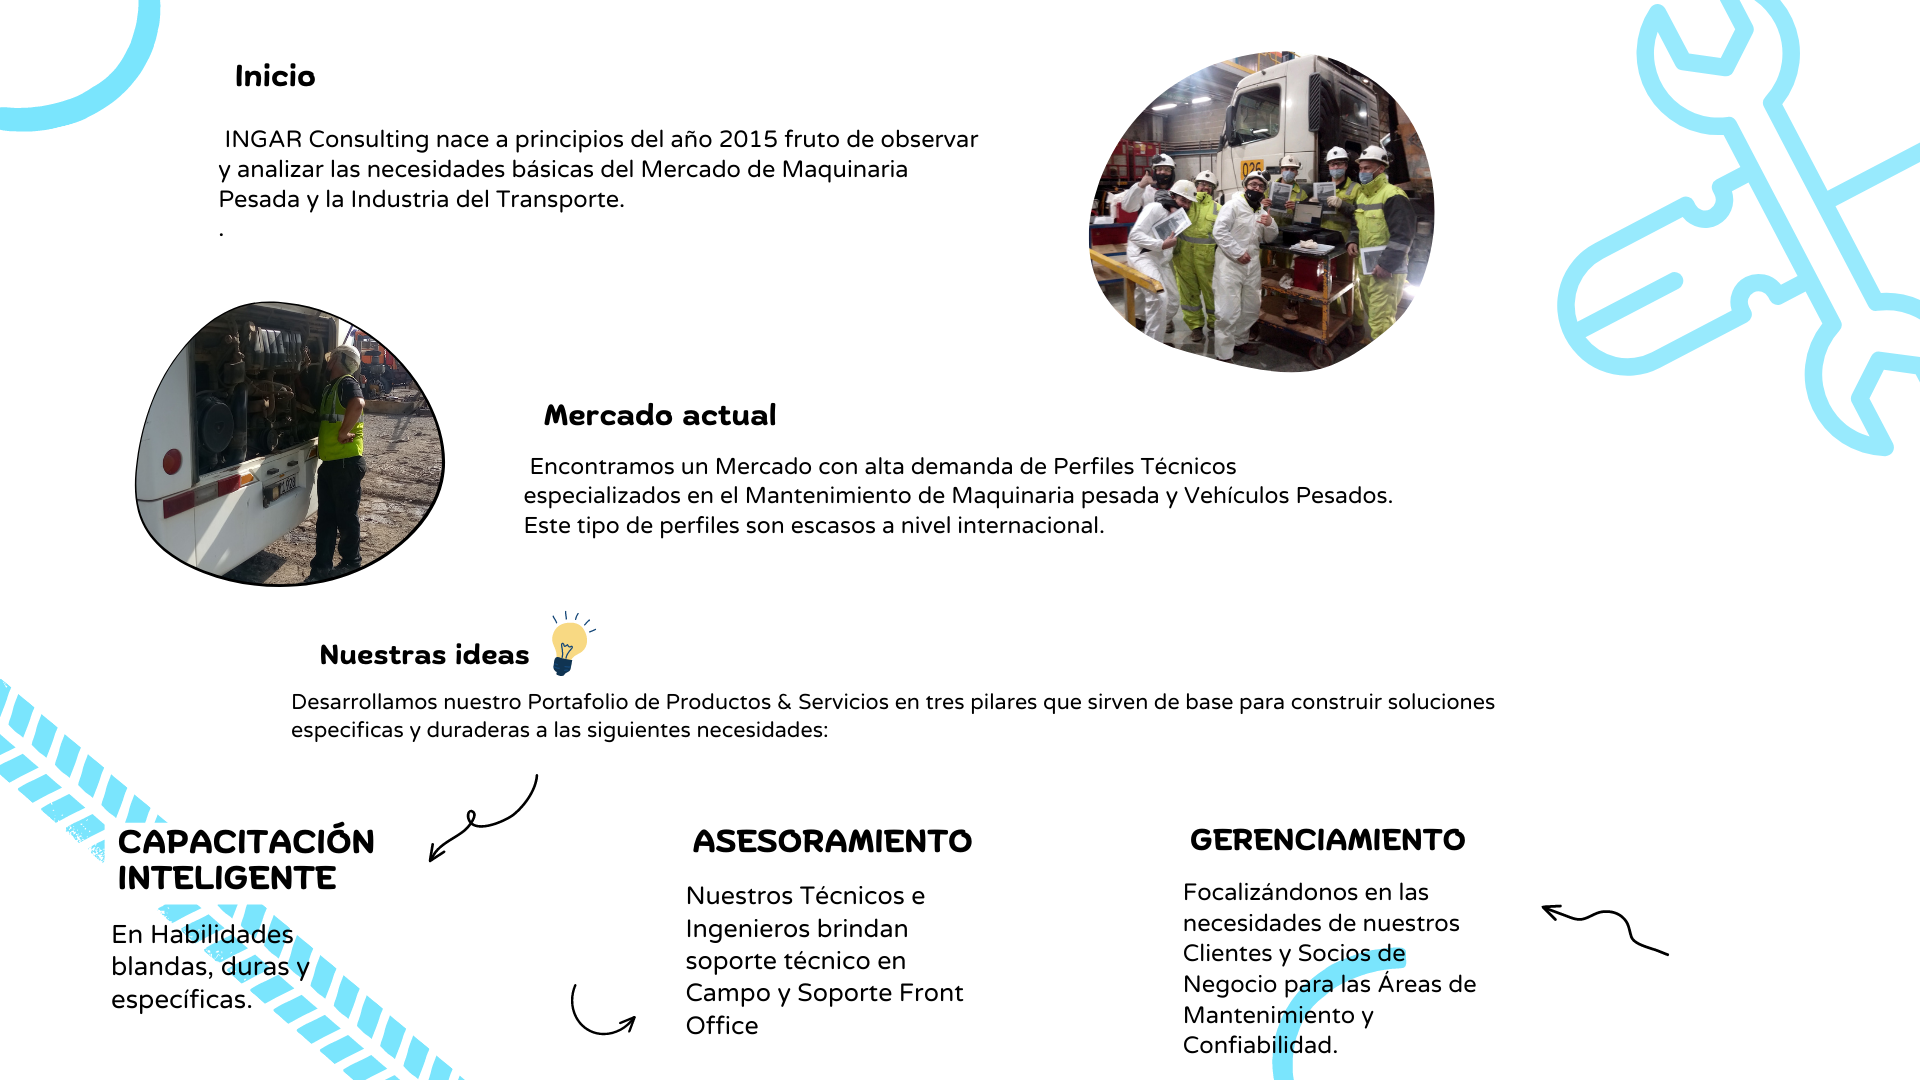 Inicio
INGAR Consulting nace a principios del año 2015 fruto de observar
y analizar las necesidades básicas del Mercado de Maquinaria
Pesada y la Industria del Transporte.
.
026
Mercado actual
Encontramos un Mercado con alta demanda de Perfiles Técnicos
especializados en el Mantenimiento de Maquinaria pesada y Vehículos Pesados.
Este tipo de perfiles son escasos a nivel internacional.
Nuestras ideas
Desarrollamos nuestro Portafolio de Productos & Servicios en tres pilares que sirven de base para construir soluciones
especificas y duraderas a las siguientes necesidades:
CAPACITACIÓN
INTELIGENTE
En Habilidades
blandas, duras y
específicas.
ASESORAMIENTO
Nuestros Técnicos e
Ingenieros brindan
soporte técnico en
Campo y Soporte Front
Office
GERENCIAMIENTO
Focalizándonos en las
necesidades de nuestros
Clientes y Socios de
Negocio para las Áreas de
Mantenimiento y
Confiabilidad.